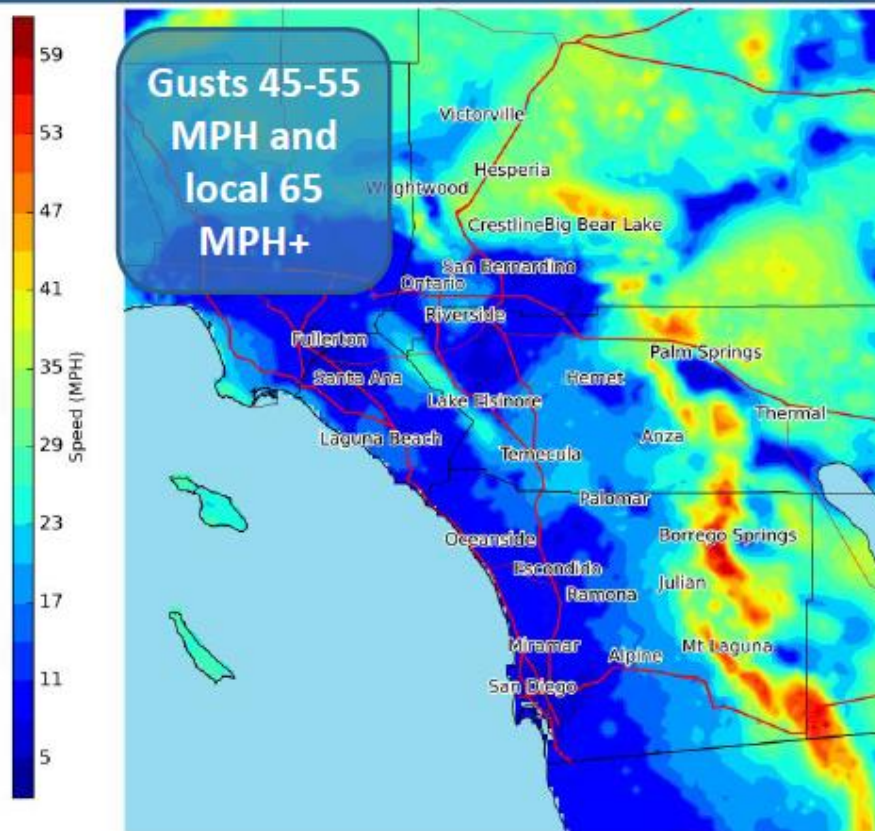 Gusts 45-55
MPH and
local 65
MPH+
59
53
47
41
35
29
23
17
11
5
Speed (MPH)
Victorville
Hesperia
Wrightwood
Crestline
Big Bear Lake
San Bernardino
Ontario
Riverside
Fullerton
Palm Springs
Santa Ana
Hemet
Lake Elsinore
Thermal
Laguna Beach
Anza
Temecula
Palomar
Oceanside
Borrego Springs
Escondido
Julian
Ramona
Miramar
Mt Laguna
Alpine
San Diego